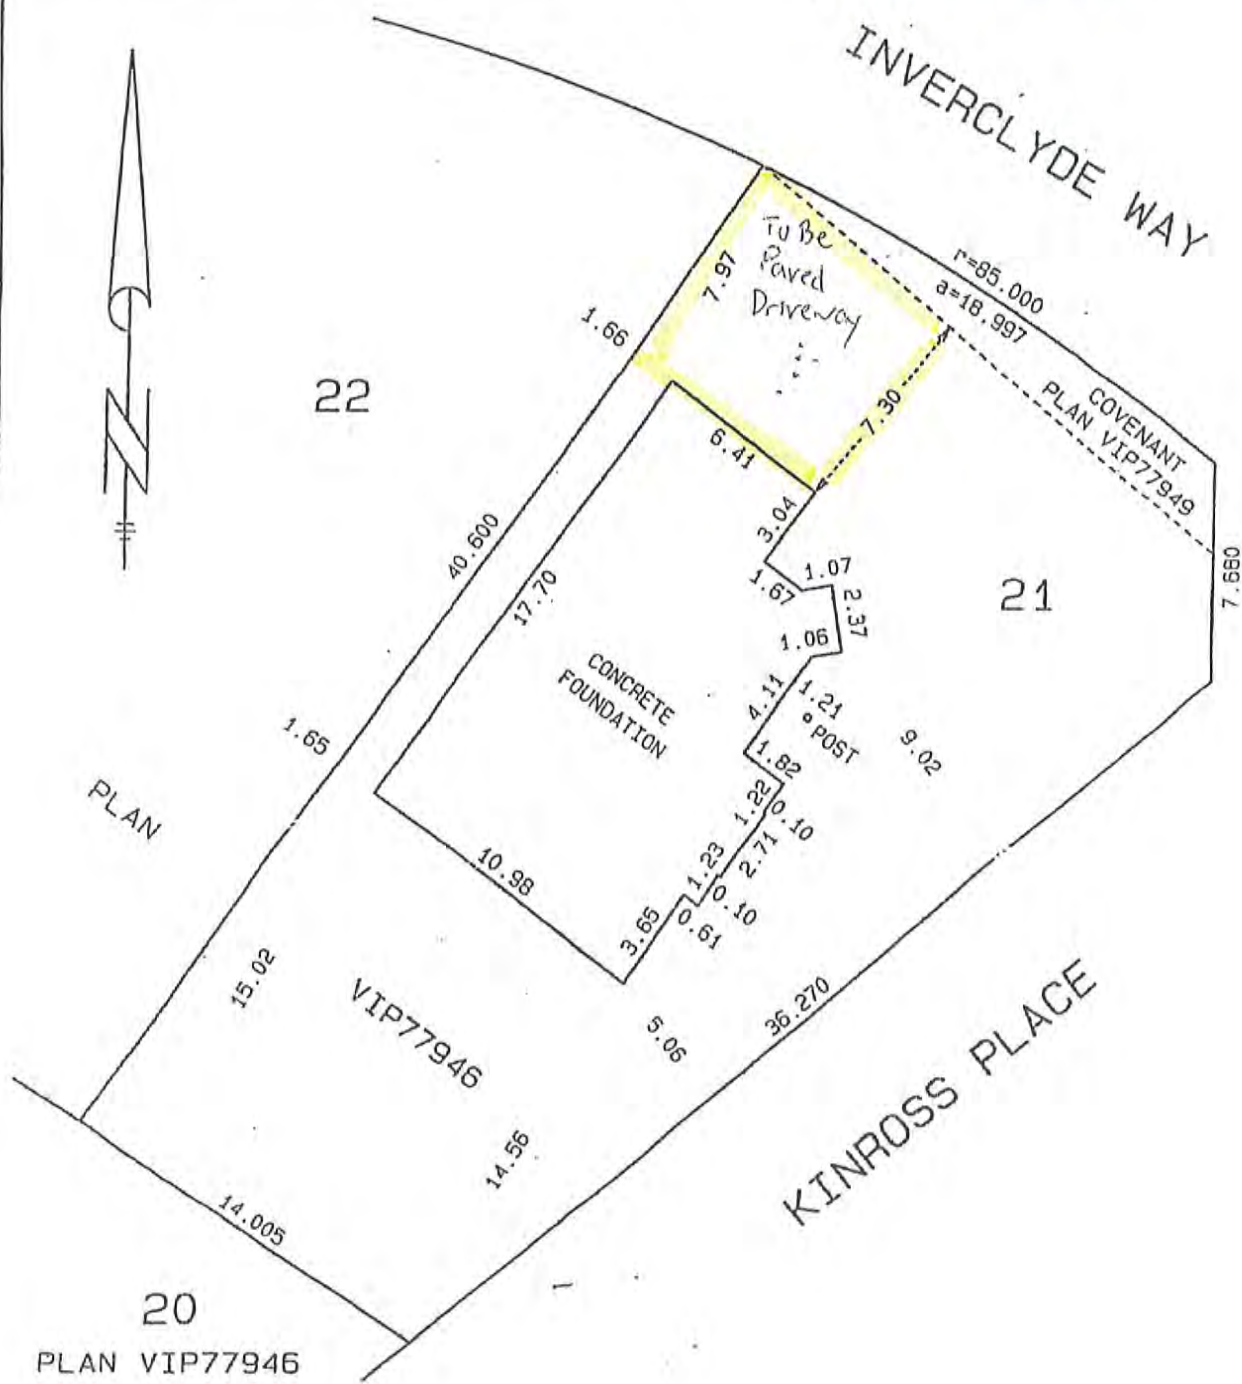 INVERCLYDE WAY
To Be
Paved
Driveway
7.97
r=85.000
a=18.997
1.66
COVENANT
PLAN VIP77949
22
7.30
6.41
3.04
1.07
1.67
2.37
7.680
21
40.600
17.70
1.06
CONCRETE
FOUNDATION
4.11
1.21
POST
9.02
1.82
1.65
1.22
0.10
PLAN
2.71
1.23
10.98
0.10
0.61
3.65
15.02
VIP77946
36.270
5.06
KINROSS PLACE
14.56
14.005
20
PLAN VIP77946
N